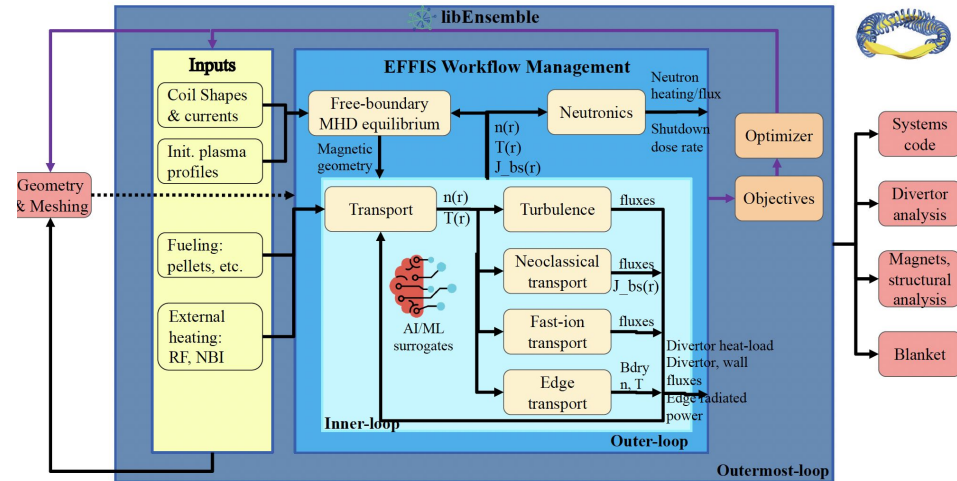 libEnsemble
Inputs
EFFIS Workflow Management
Coil Shapes
& currents
Init. plasma
profiles
Free-boundary
MHD equilibrium
Magnetic
geometry
n(r)
T(r)
J_bs(r)
Neutronics
Neutron
heating/flux
Shutdown
dose rate
Optimizer
Objectives
Systems
code
Divertor
analysis
Magnets,
structural
analysis
Blanket
Geometry
& Meshing
Fueling:
pellets, etc.
External
heating:
RF, NBI
Transport
n(r)
T(r)
Turbulence
fluxes
Neoclassical
transport
fluxes
J_bs(r)
AI/ML
surrogates
Fast-ion
transport
fluxes
Edge
transport
Bdry
n, T
Divertor heat-load
Divertor, wall
fluxes
Edge radiated
power
Inner-loop
Outer-loop
Outermost-loop